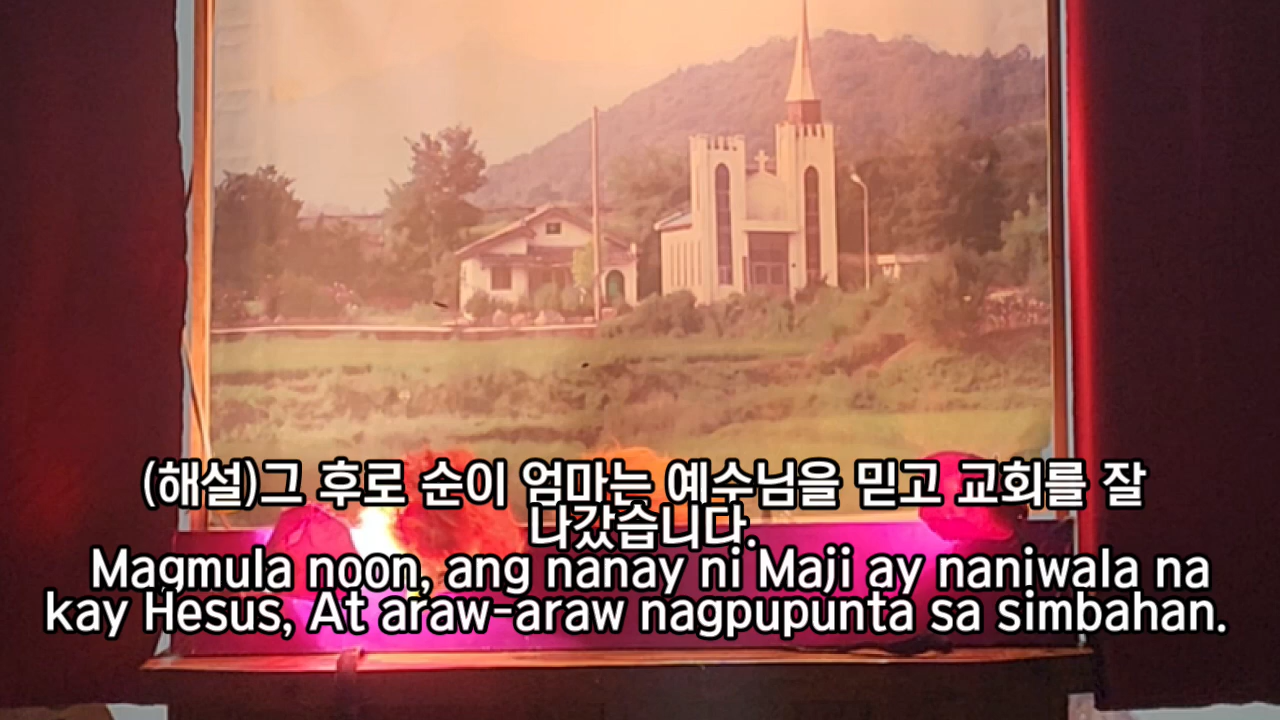 (해설)그 후로 순이 엄마는 예수님을 믿고 교회를 잘
나갔습니다.
Magmula noon, ang nanay ni Maji ay naniwala na
kay Hesus, At araw-araw nagpupunta sa simbahan.